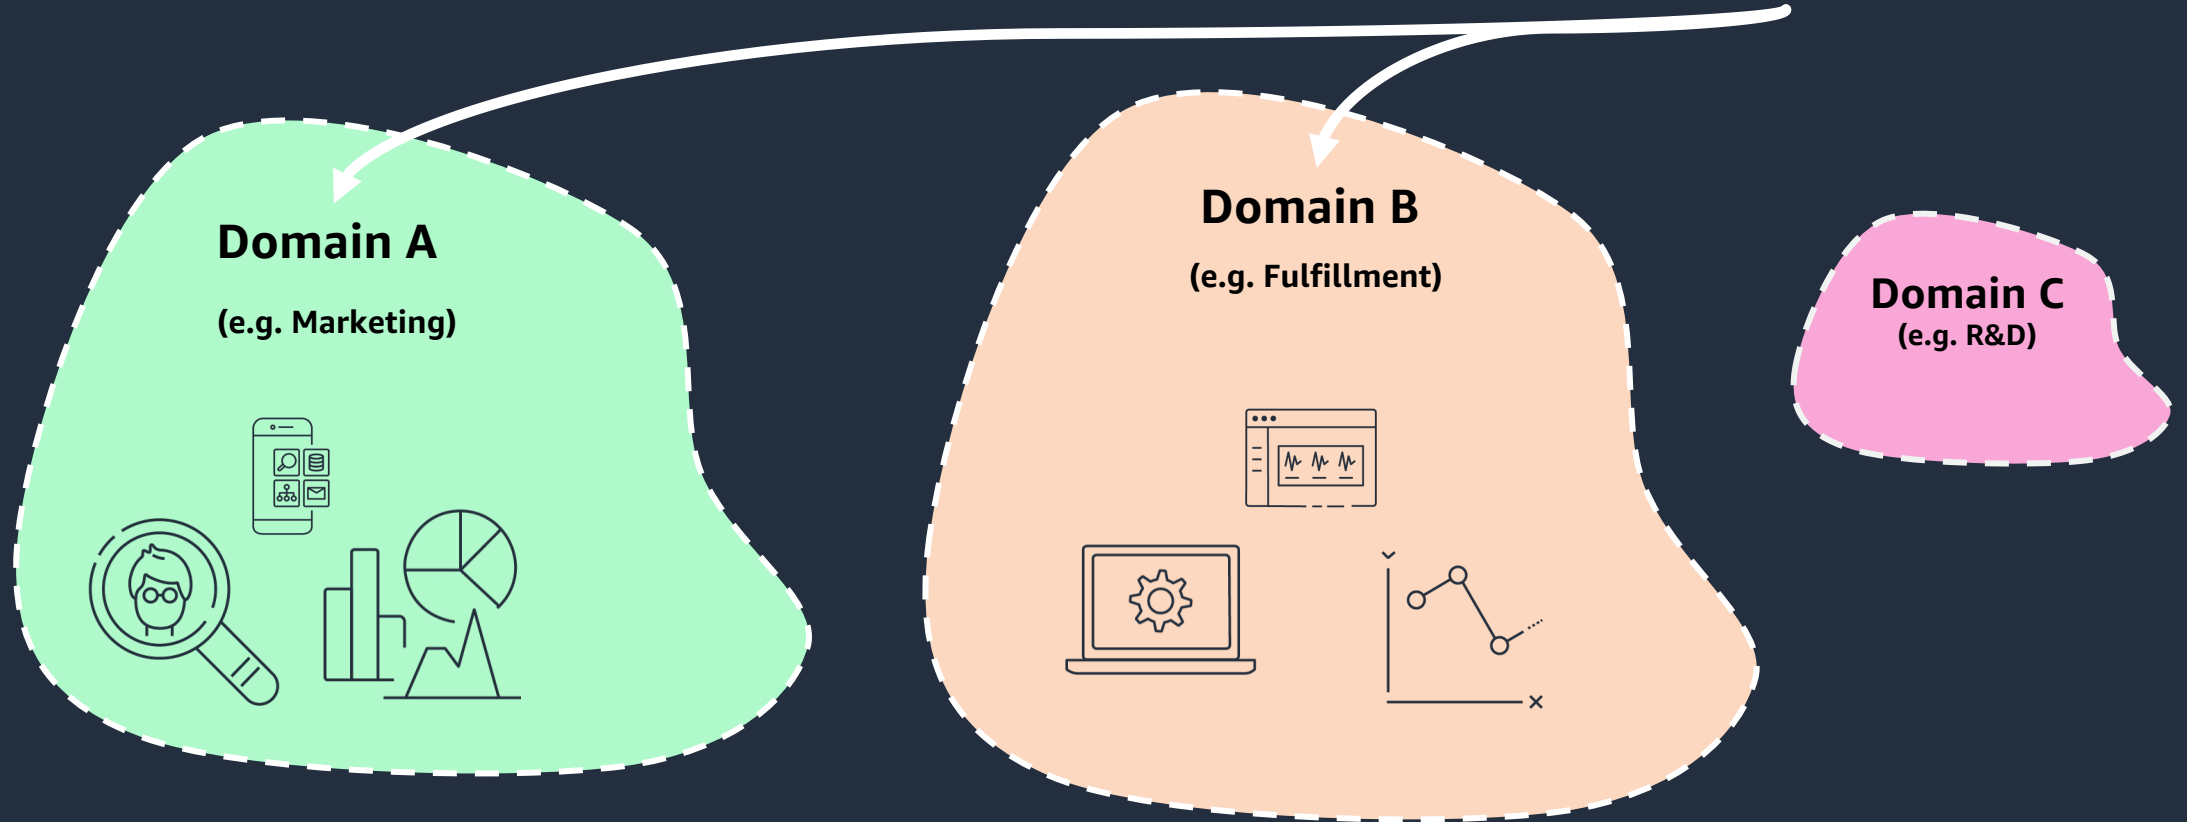 Domain A
(e.g. Marketing)
Domain B
(e.g. Fulfillment)
Domain C
(e.g. R&D)